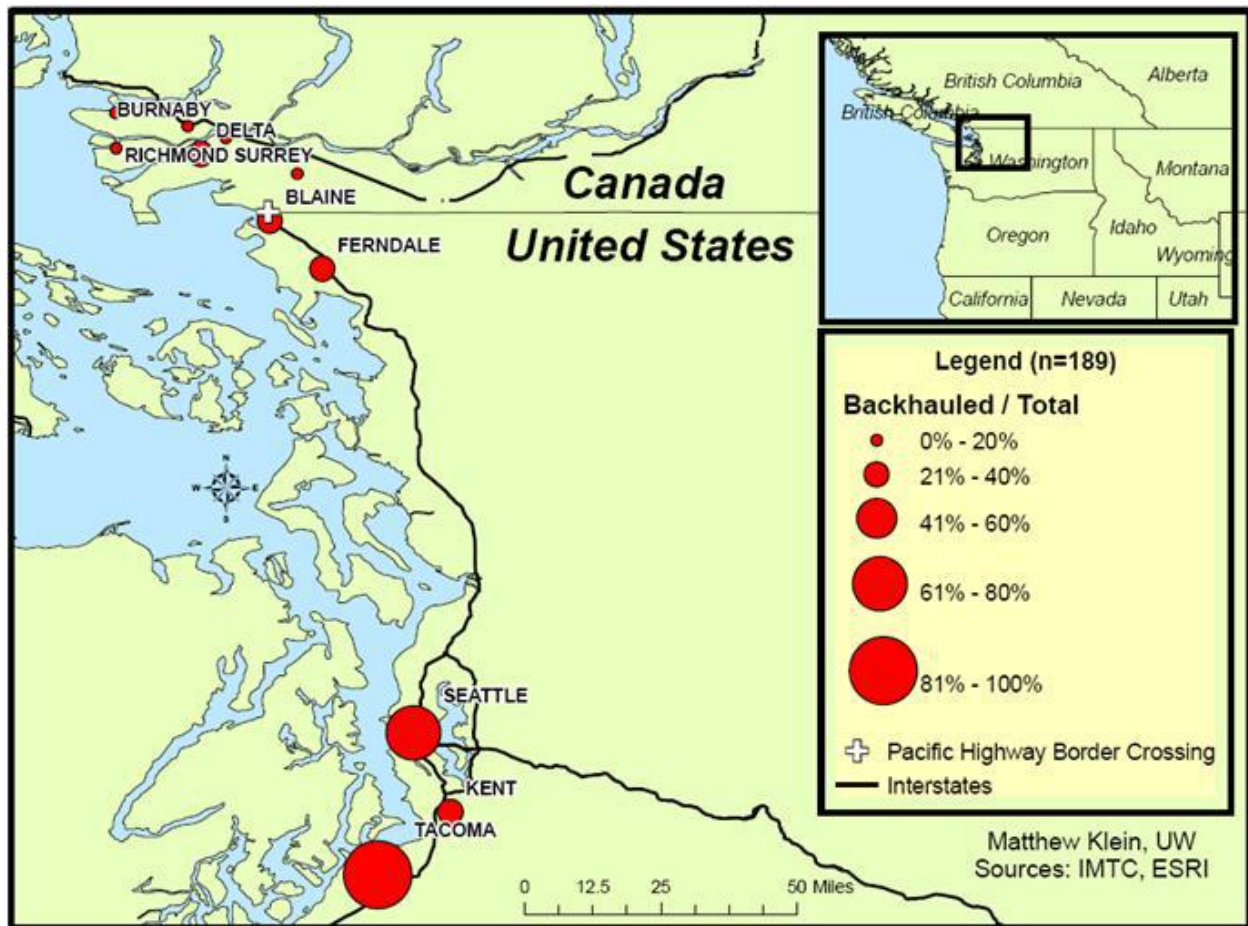 BURNABY
DELTA
RICHMOND SURREY
BLAINE
FERNDALE
Canada
United States
N
W E
S
SEATTLE
KENT
TACOMA
0 12.5 25 50 Miles
British Columbia
Alberta
British Columbia
Washington
Montana
Oregon
Idaho
Wyoming
California
Nevada
Utah
Legend (n=189)
Backhauled / Total
0% - 20%
21% - 40%
41% - 60%
61% - 80%
81% - 100%
Pacific Highway Border Crossing
Interstates
Matthew Klein, UW
Sources: IMTC, ESRI